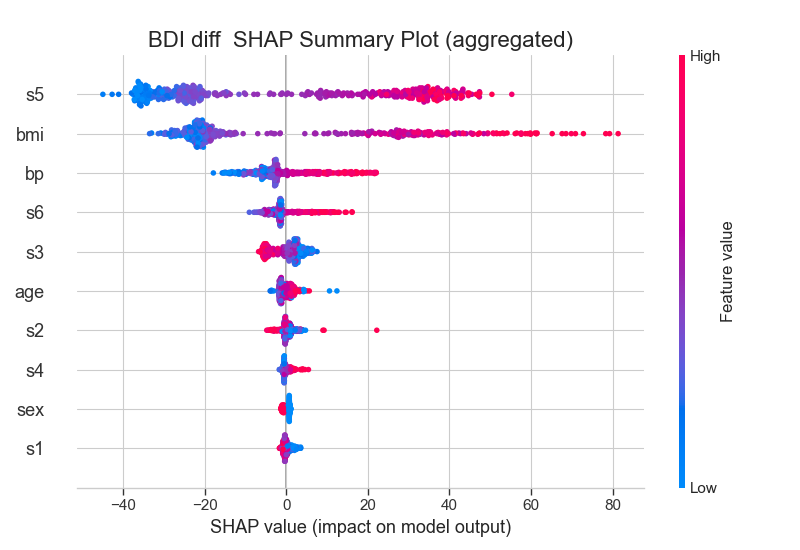 BDI diff  SHAP Summary Plot (aggregated)
High
s5
bmi
bp
s6
s3
age
s2
s4
sex
s1
Feature value
Low
−40
−20
0
20
40
60
80
SHAP value (impact on model output)